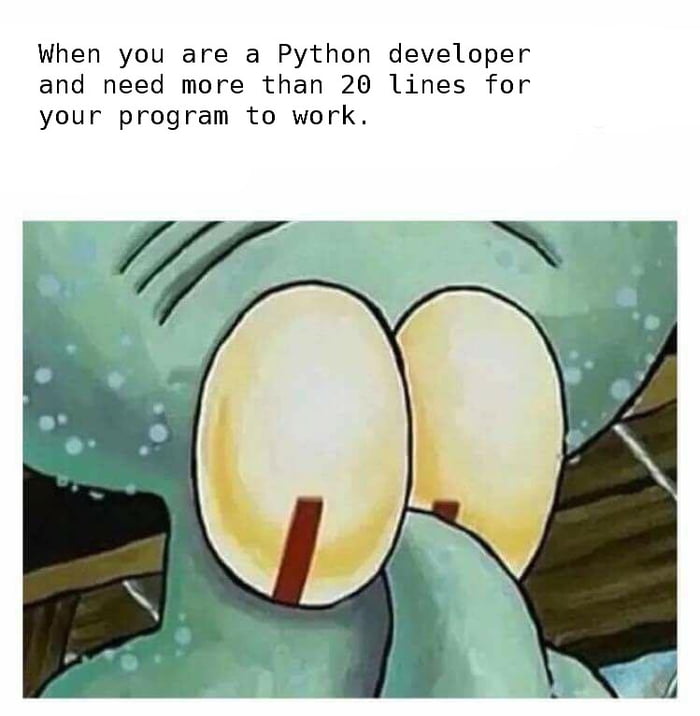 When you are a Python developer
and need more than 20 lines for
your program to work.